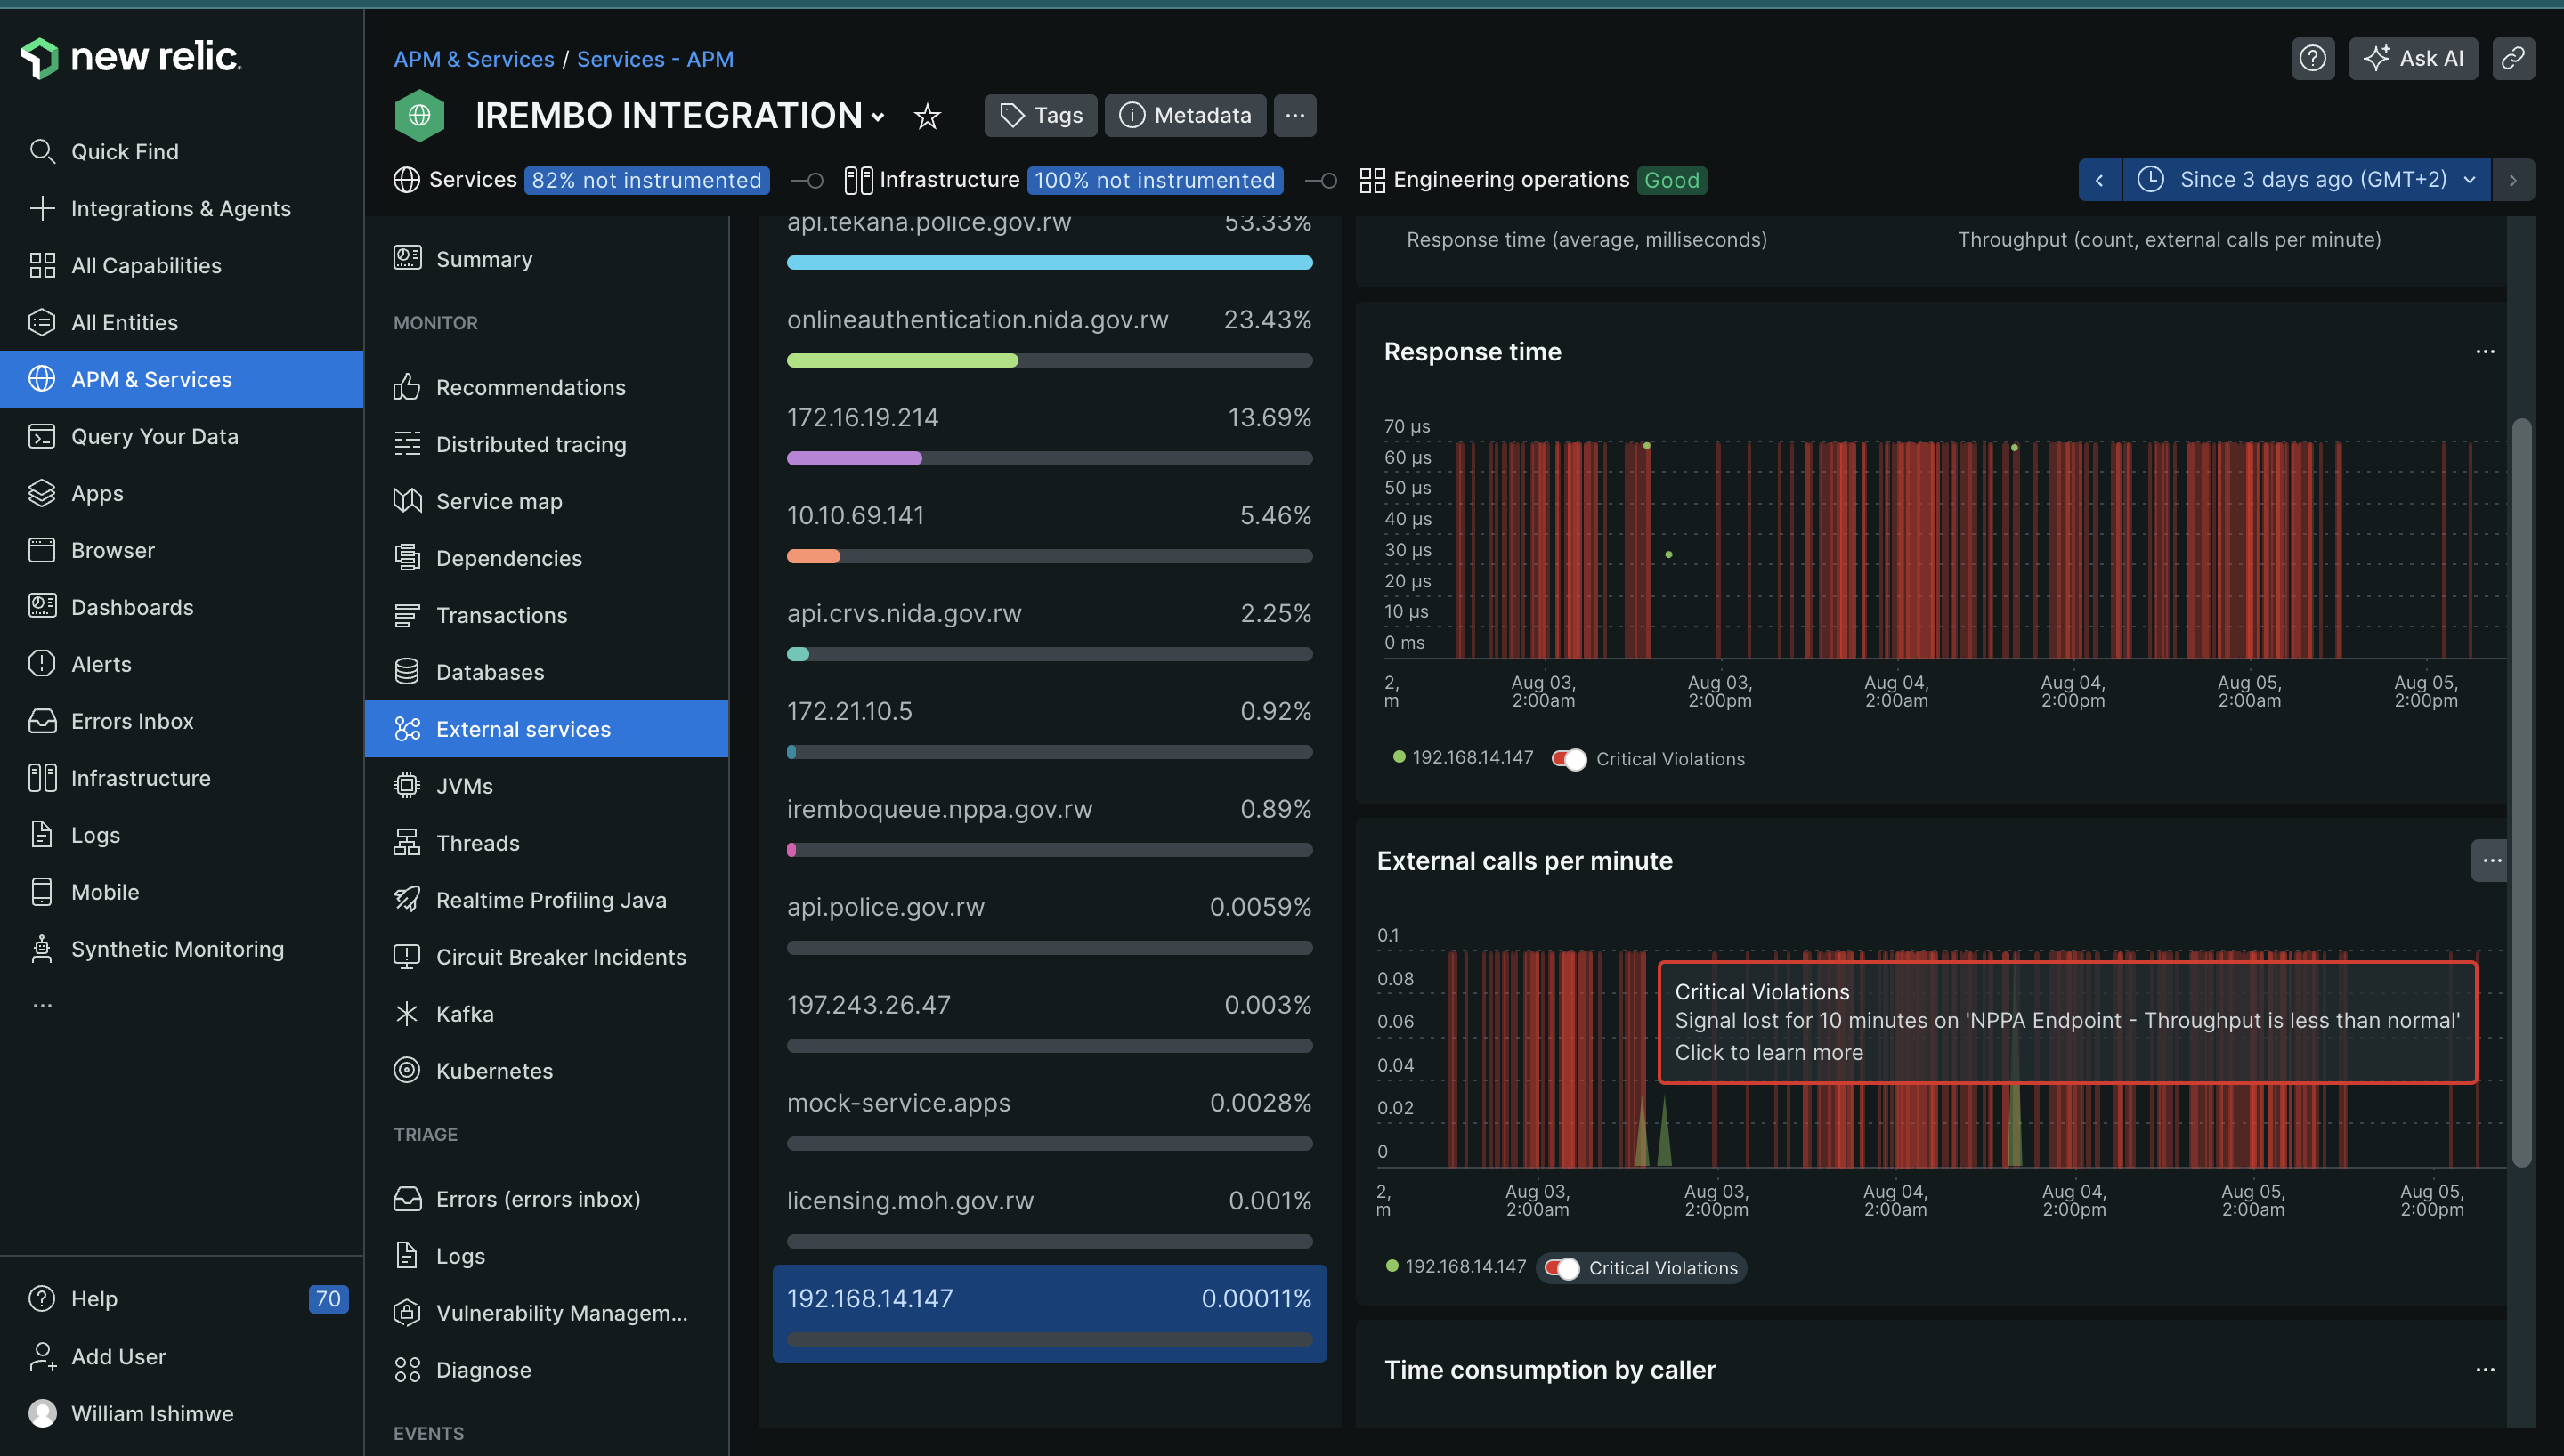 new relic.
Quick Find
Integrations & Agents
All Capabilities
All Entities
APM & Services
Query Your Data
Apps
Browser
Dashboards
Alerts
Errors Inbox
Infrastructure
Logs
Mobile
Synthetic Monitoring
...
Help 70
Add User
William Ishimwe
APM & Services / Services - APM
Ask AI
IREMBO INTEGRATION
Tags
Metadata
...
Services 82% not instrumented
Infrastructure 100% not instrumented
Engineering operations Good
Since 3 days ago (GMT+2)
Summary
MONITOR
Recommendations
Distributed tracing
Service map
Dependencies
Transactions
Databases
External services
JVMs
Threads
Realtime Profiling Java
Circuit Breaker Incidents
Kafka
Kubernetes
TRIAGE
Errors (errors inbox)
Logs
Vulnerability Managem...
Diagnose
EVENTS
api.tekana.police.gov.rw 53.33%
onlineauthentication.nida.gov.rw 23.43%
172.16.19.214 13.69%
10.10.69.141 5.46%
api.crvs.nida.gov.rw 2.25%
172.21.10.5 0.92%
iremboqueue.nppa.gov.rw 0.89%
api.police.gov.rw 0.0059%
197.243.26.47 0.003%
mock-service.apps 0.0028%
licensing.moh.gov.rw 0.001%
192.168.14.147 0.00011%
Response time (average, milliseconds)
Throughput (count, external calls per minute)
Response time
...
70 µs
60 µs
50 µs
40 µs
30 µs
20 µs
10 µs
0 ms
2, Aug 03, Aug 03, Aug 04, Aug 04, Aug 05, Aug 05,
m 2:00am 2:00pm 2:00am 2:00pm 2:00am 2:00pm
192.168.14.147 Critical Violations
External calls per minute
...
0.1
0.08
0.06
0.04
0.02
0
Critical Violations
Signal lost for 10 minutes on 'NPPA Endpoint - Throughput is less than normal'
Click to learn more
2, Aug 03, Aug 03, Aug 04, Aug 04, Aug 05, Aug 05,
m 2:00am 2:00pm 2:00am 2:00pm 2:00am 2:00pm
192.168.14.147 Critical Violations
Time consumption by caller
...